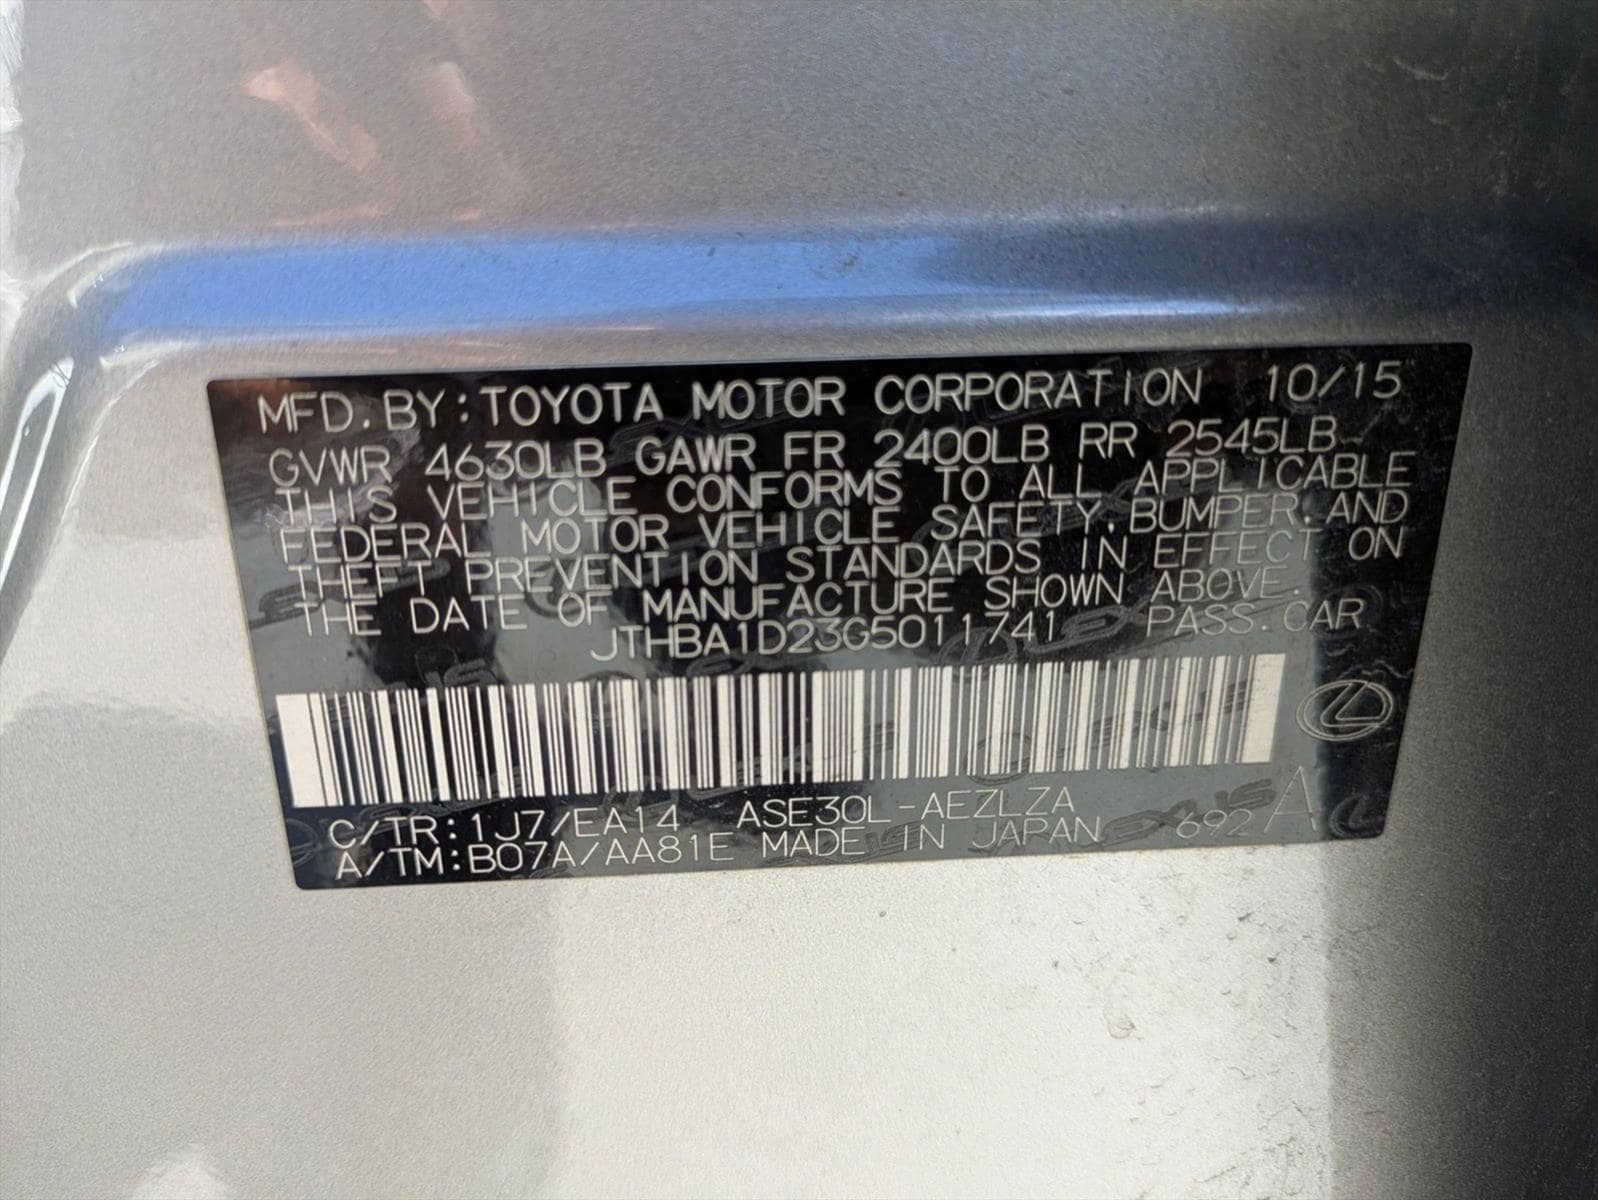 MFD. BY: TOYOTA MOTOR CORPORATION 10/15
GVWR 4630LB GAWR FR 2400LB RR 2545LB
THIS VEHICLE CONFORMS TO ALL APPLICABLE
FEDERAL MOTOR VEHICLE SAFETY, BUMPER, AND
THEFT PREVENTION STANDARDS IN EFFECT ON
THE DATE OF MANUFACTURE SHOWN ABOVE.
JTHBA1D23G5011741 PASS. CAR
C/TR: 1J7/EA14 ASE30L-AEZLZA
A/TM: B07A/AA81E MADE IN JAPAN 692 A